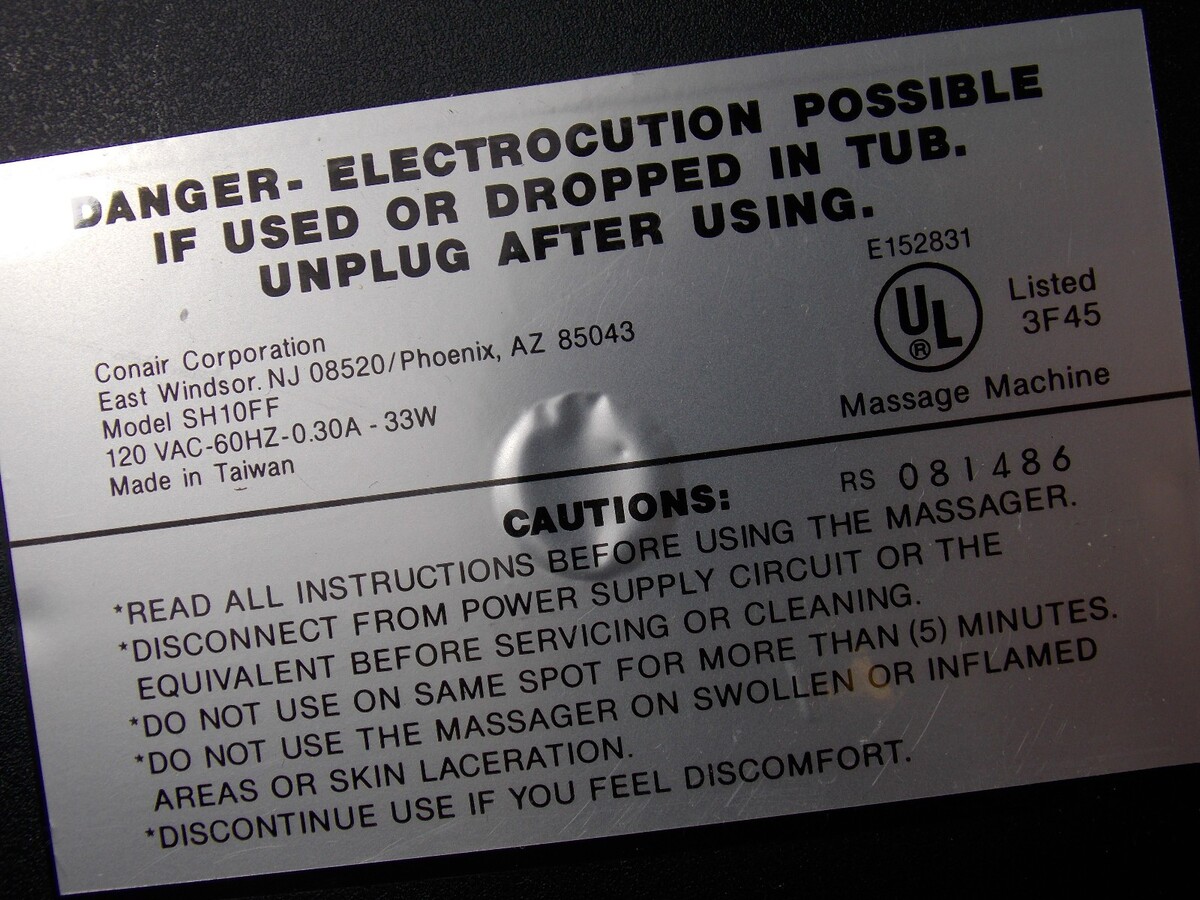 DANGER- ELECTROCUTION POSSIBLE
IF USED OR DROPPED IN TUB.
UNPLUG AFTER USING.
E152831
UL
®
Listed
3F45
Massage Machine
Conair Corporation
East Windsor. NJ 08520/Phoenix, AZ 85043
Model SH10FF
120 VAC-60HZ-0.30A - 33W
Made in Taiwan
RS 081486
CAUTIONS:
*READ ALL INSTRUCTIONS BEFORE USING THE MASSAGER.
*DISCONNECT FROM POWER SUPPLY CIRCUIT OR THE
EQUIVALENT BEFORE SERVICING OR CLEANING.
*DO NOT USE ON SAME SPOT FOR MORE THAN (5) MINUTES.
*DO NOT USE THE MASSAGER ON SWOLLEN OR INFLAMED
AREAS OR SKIN LACERATION.
*DISCONTINUE USE IF YOU FEEL DISCOMFORT.